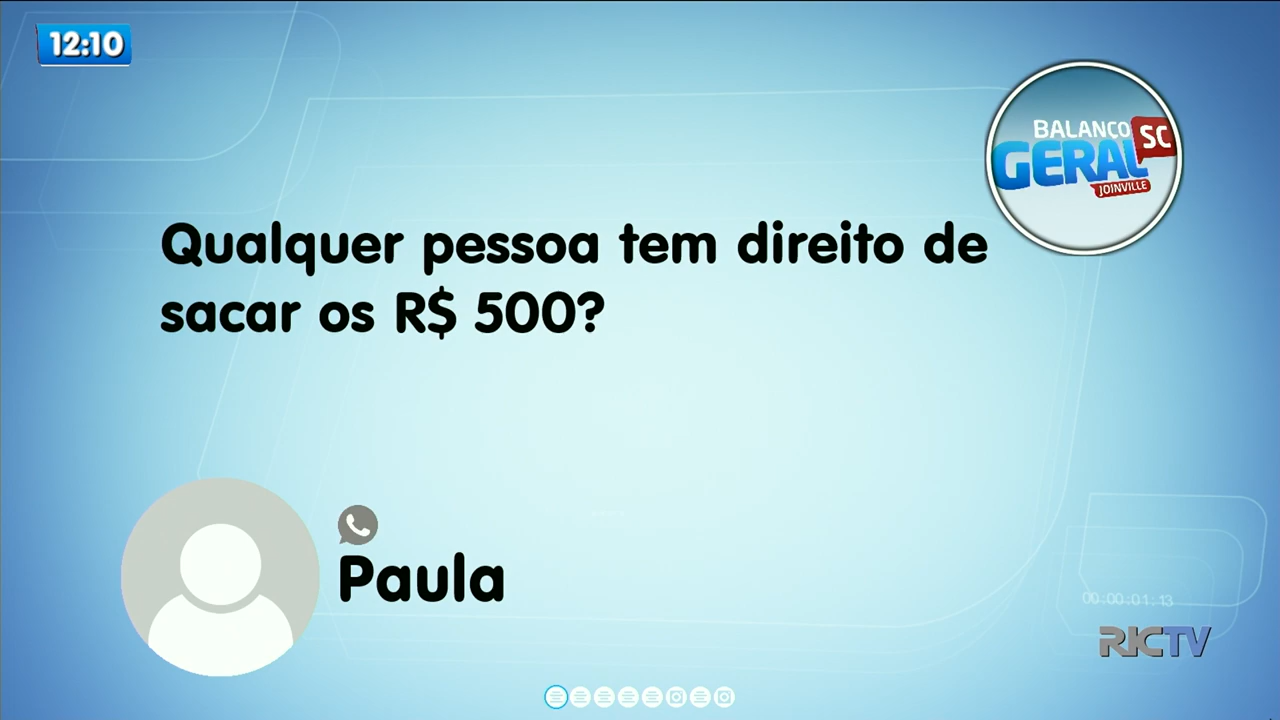 12:10
BALANÇO
GERAL
SC
JOINVILLE
Qualquer pessoa tem direito de
sacar os R$ 500?
Paula
00:00:01:13
RICTV